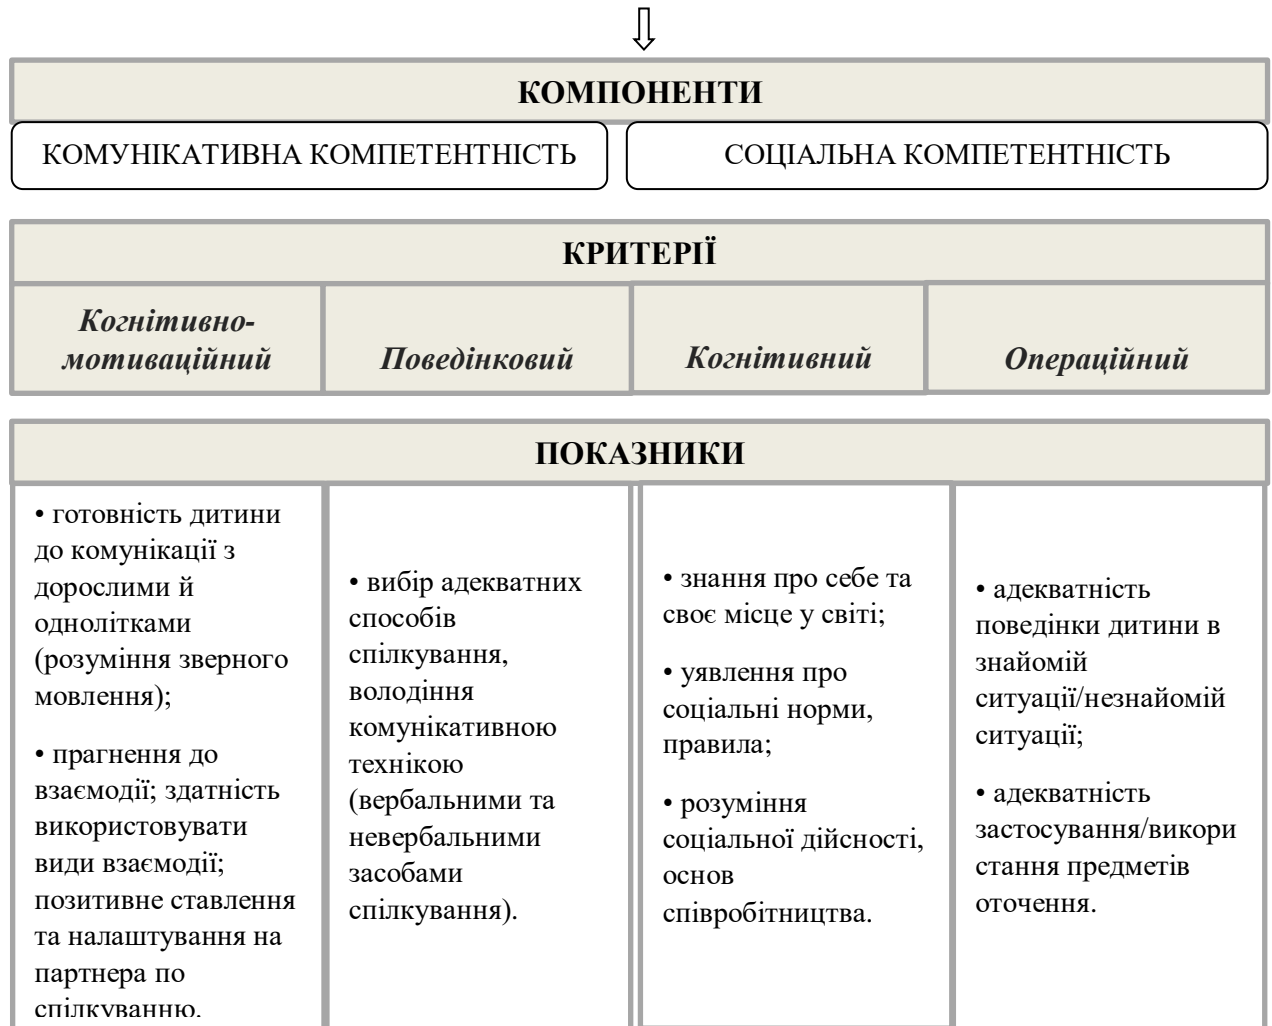 КОМПОНЕНТИ
КОМУНІКАТИВНА КОМПЕТЕНТНІСТЬ
СОЦІАЛЬНА КОМПЕТЕНТНІСТЬ
КРИТЕРІЇ
Когнітивно-
мотиваційний
Поведінковий
Когнітивний
Операційний
ПОКАЗНИКИ
• готовність дитини
до комунікації з
дорослими й
однолітками
(розуміння зверного
мовлення);
• прагнення до
взаємодії; здатність
використовувати
види взаємодії;
позитивне ставлення
та налаштування на
партнера по
спілкуванню.
• вибір адекватних
способів
спілкування,
володіння
комунікативною
технікою
(вербальними та
невербальними
засобами
спілкування).
• знання про себе та
своє місце у світі;
• уявлення про
соціальні норми,
правила;
• розуміння
соціальної дійсності,
основ
співробітництва.
• адекватність
поведінки дитини в
знайомій
ситуації/незнайомій
ситуації;
• адекватність
застосування/викори
стання предметів
оточення.